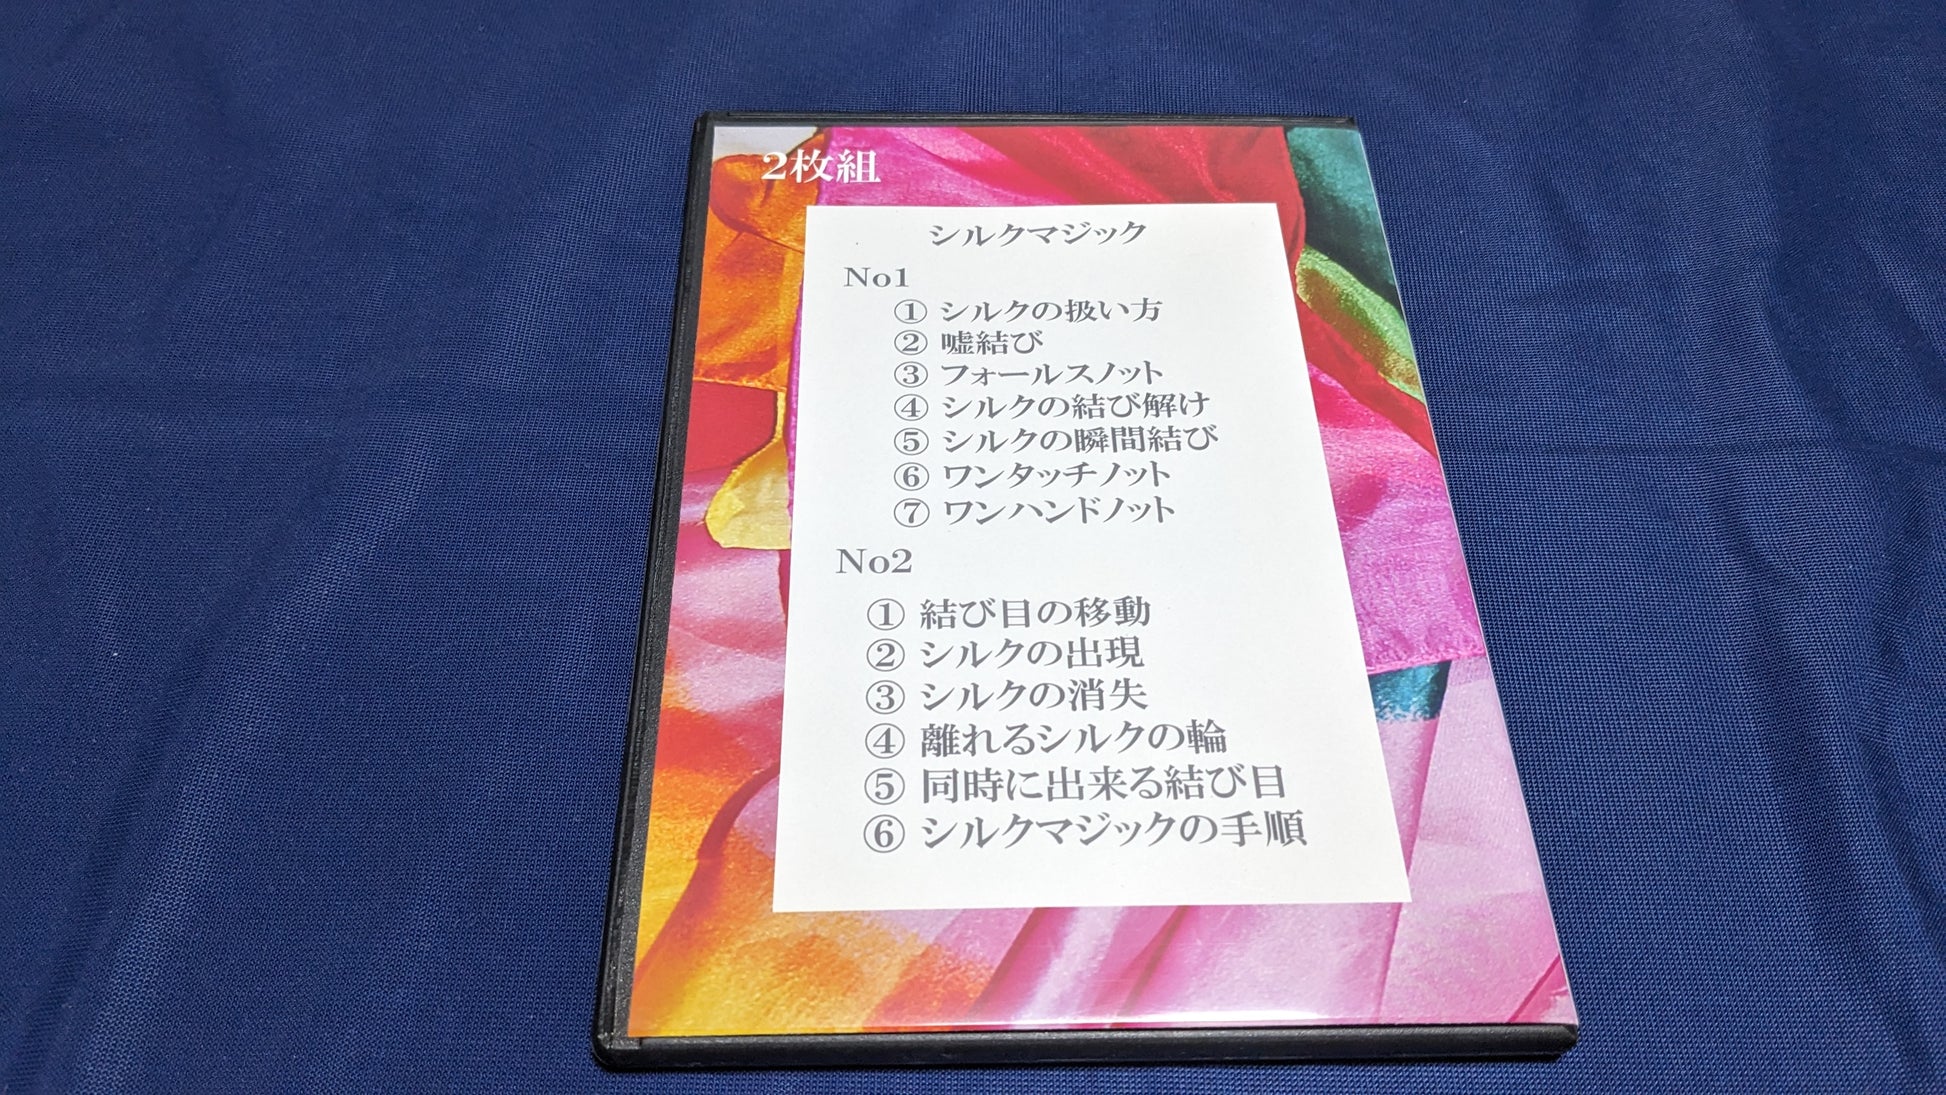 2枚組
シルクマジック
No1
① シルクの扱い方
② 嘘結び
③ フォールスノット
④ シルクの結び解け
⑤ シルクの瞬間結び
⑥ ワンタッチノット
⑦ ワンハンドノット
No2
① 結び目の移動
② シルクの出現
③ シルクの消失
④ 離れるシルクの輪
⑤ 同時に出来る結び目
⑥ シルクマジックの手順